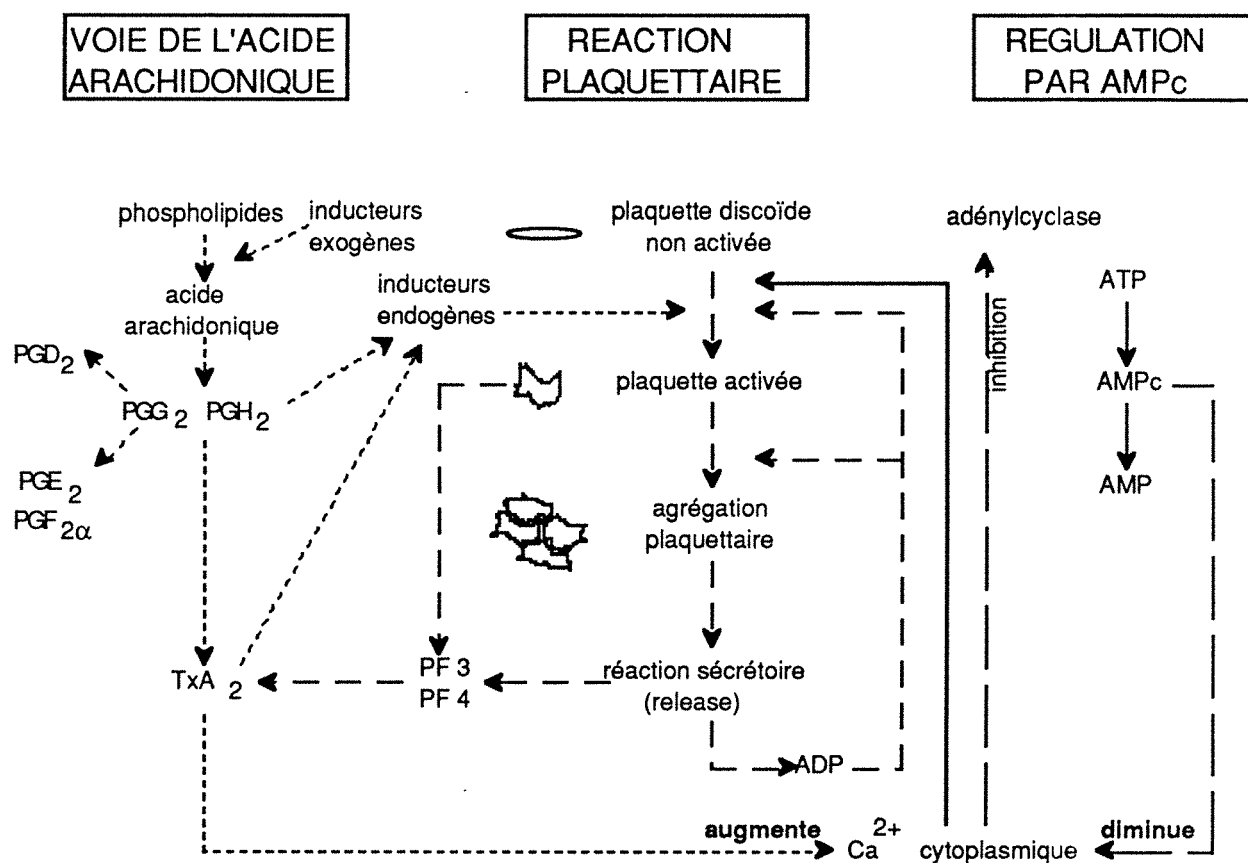 VOIE DE L'ACIDE
ARACHIDONIQUE
REACTION
PLAQUETTAIRE
REGULATION
PAR AMPc
phospholipides
inducteurs
exogènes
plaquette discoïde
non activée
adénylcyclase
acide
arachidonique
inducteurs
endogènes
ATP
inhibition
PGD2
plaquette activée
AMPc
PGG2 PGH2
PGE2
PGF2α
AMP
agrégation
plaquettaire
TxA2
PF 3
PF 4
réaction sécrétoire
(release)
ADP
augmente
Ca 2+ cytoplasmique
diminue